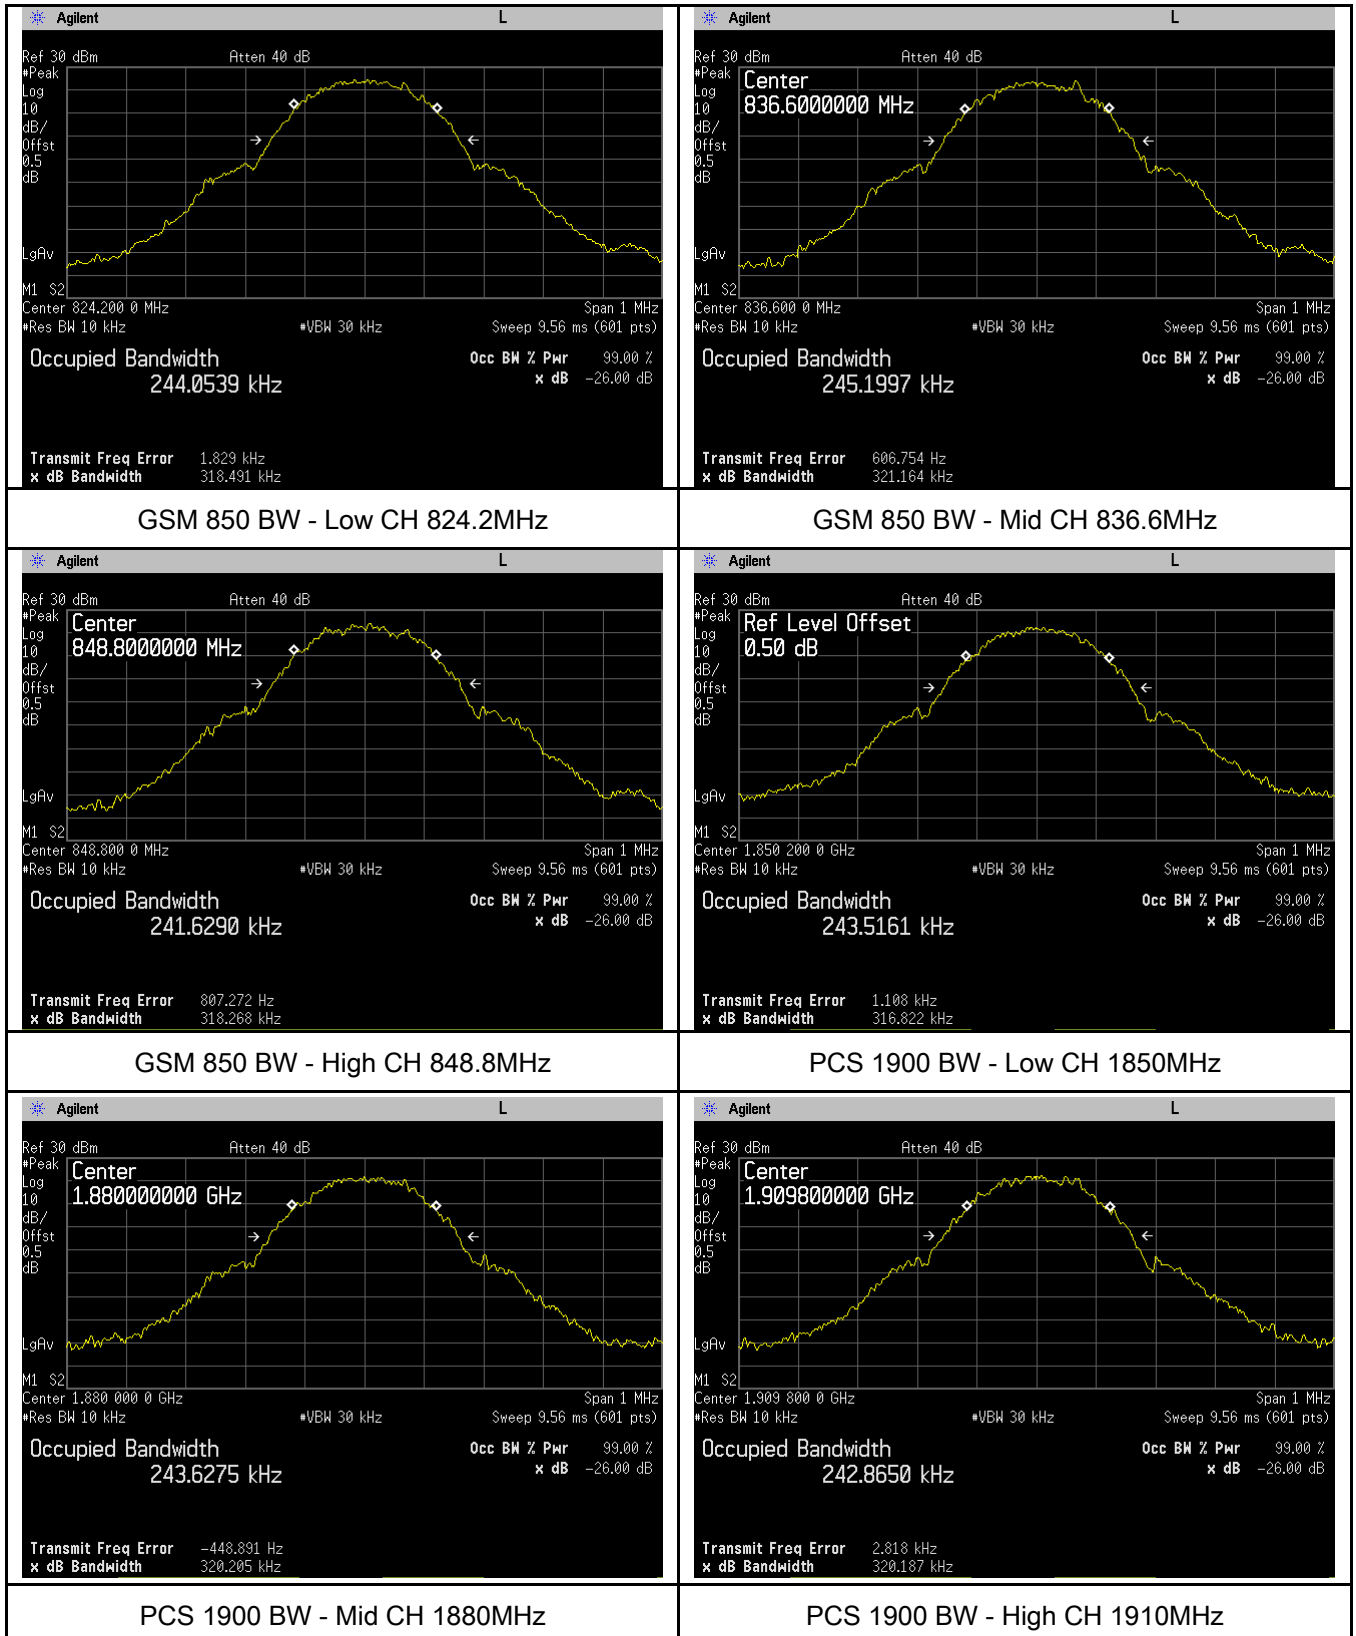 Agilent L
Ref 30 dBm Atten 40 dB
#Peak
Log
10
dB/
Offst
0.5
dB
LgAv
M1 S2
Center 824.200 0 MHz Span 1 MHz
#Res BW 10 kHz #VBW 30 kHz Sweep 9.56 ms (601 pts)
Occupied Bandwidth Occ BW % Pwr 99.00 %
244.0539 kHz x dB -26.00 dB
Transmit Freq Error 1.829 kHz
x dB Bandwidth 318.491 kHz
GSM 850 BW - Low CH 824.2MHz
Agilent L
Ref 30 dBm Atten 40 dB
#Peak
Log
10
dB/
Offst
0.5
dB
LgAv
M1 S2
Center
836.6000000 MHz
Center 836.600 0 MHz Span 1 MHz
#Res BW 10 kHz #VBW 30 kHz Sweep 9.56 ms (601 pts)
Occupied Bandwidth Occ BW % Pwr 99.00 %
245.1997 kHz x dB -26.00 dB
Transmit Freq Error 606.754 Hz
x dB Bandwidth 321.164 kHz
GSM 850 BW - Mid CH 836.6MHz
Agilent L
Ref 30 dBm Atten 40 dB
#Peak
Log
10
dB/
Offst
0.5
dB
LgAv
M1 S2
Center
848.8000000 MHz
Center 848.800 0 MHz Span 1 MHz
#Res BW 10 kHz #VBW 30 kHz Sweep 9.56 ms (601 pts)
Occupied Bandwidth Occ BW % Pwr 99.00 %
241.6290 kHz x dB -26.00 dB
Transmit Freq Error 807.272 Hz
x dB Bandwidth 318.268 kHz
GSM 850 BW - High CH 848.8MHz
Agilent L
Ref 30 dBm Atten 40 dB
#Peak
Log
10
dB/
Offst
0.5
dB
LgAv
M1 S2
Ref Level Offset
0.50 dB
Center 1.850 200 0 GHz Span 1 MHz
#Res BW 10 kHz #VBW 30 kHz Sweep 9.56 ms (601 pts)
Occupied Bandwidth Occ BW % Pwr 99.00 %
243.5161 kHz x dB -26.00 dB
Transmit Freq Error 1.108 kHz
x dB Bandwidth 316.822 kHz
PCS 1900 BW - Low CH 1850MHz
Agilent L
Ref 30 dBm Atten 40 dB
#Peak
Log
10
dB/
Offst
0.5
dB
LgAv
M1 S2
Center
1.880000000 GHz
Center 1.880 000 0 GHz Span 1 MHz
#Res BW 10 kHz #VBW 30 kHz Sweep 9.56 ms (601 pts)
Occupied Bandwidth Occ BW % Pwr 99.00 %
243.6275 kHz x dB -26.00 dB
Transmit Freq Error -448.891 Hz
x dB Bandwidth 320.205 kHz
PCS 1900 BW - Mid CH 1880MHz
Agilent L
Ref 30 dBm Atten 40 dB
#Peak
Log
10
dB/
Offst
0.5
dB
LgAv
M1 S2
Center
1.909800000 GHz
Center 1.909 800 0 GHz Span 1 MHz
#Res BW 10 kHz #VBW 30 kHz Sweep 9.56 ms (601 pts)
Occupied Bandwidth Occ BW % Pwr 99.00 %
242.8650 kHz x dB -26.00 dB
Transmit Freq Error 2.818 kHz
x dB Bandwidth 320.187 kHz
PCS 1900 BW - High CH 1910MHz